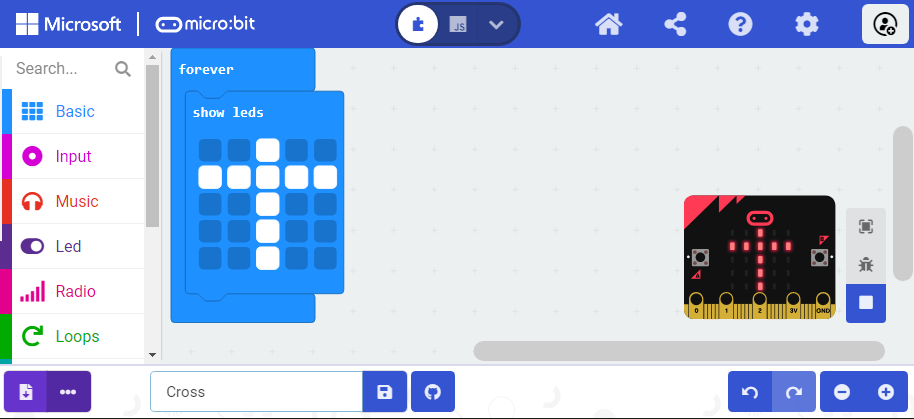 Microsoft
micro:bit
JS
Search...
Basic
Input
Music
Led
Radio
Loops
forever
show leds
0 1 2 3V GND
Cross